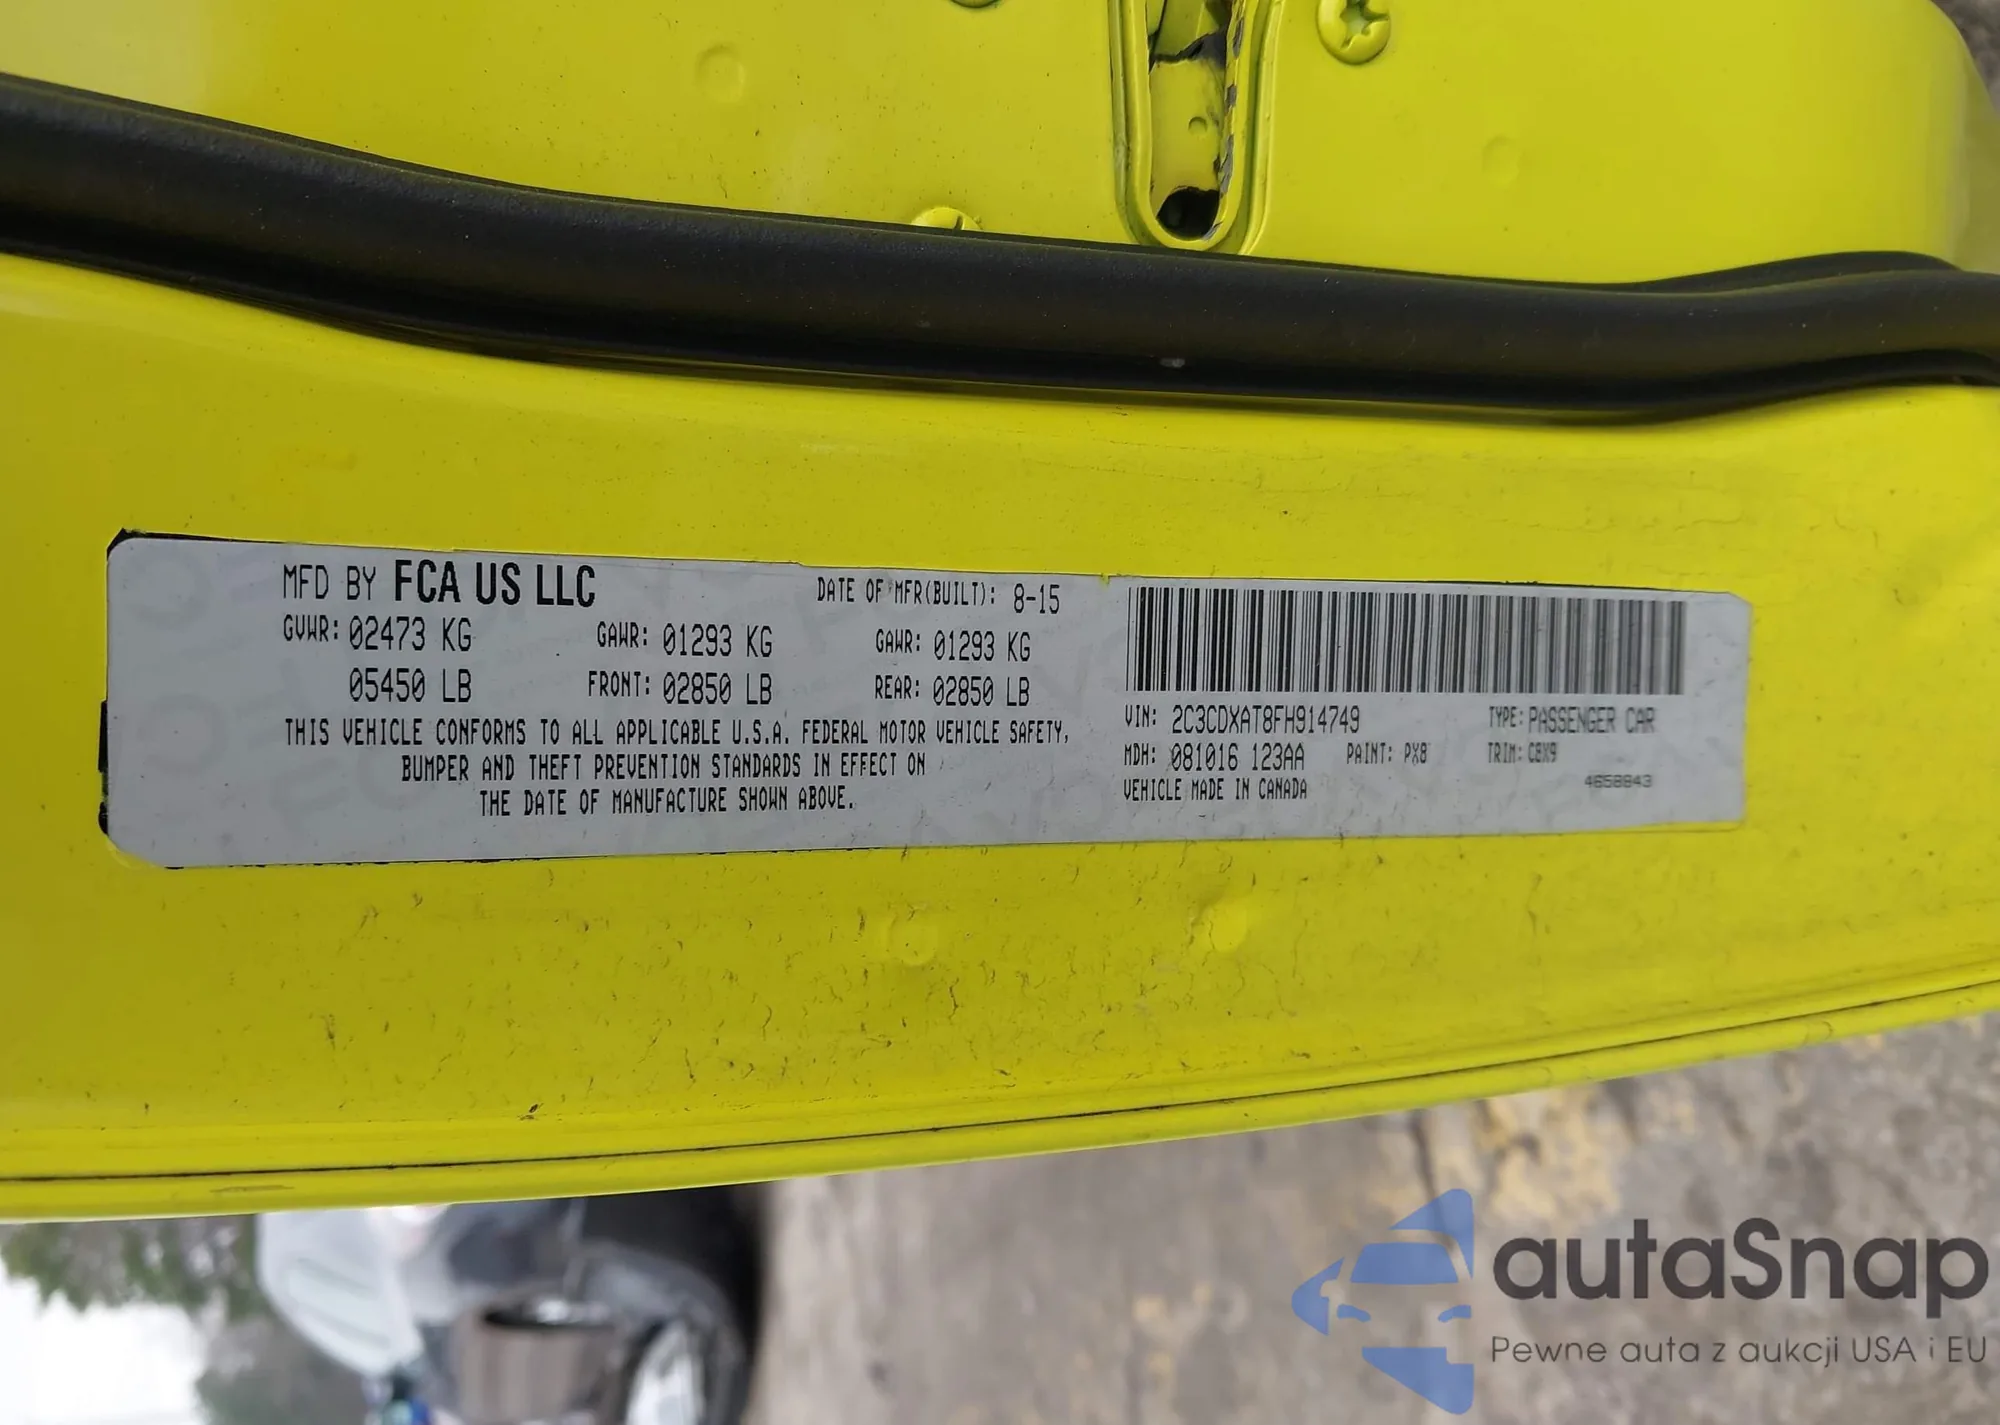 MFD BY FCA US LLC DATE OF MFR(BUILT): 8-15
GVWR: 02473 KG GAWR: 01293 KG GAWR: 01293 KG
05450 LB FRONT: 02850 LB REAR: 02850 LB
THIS VEHICLE CONFORMS TO ALL APPLICABLE U.S.A. FEDERAL MOTOR VEHICLE SAFETY,
BUMPER AND THEFT PREVENTION STANDARDS IN EFFECT ON
THE DATE OF MANUFACTURE SHOWN ABOVE.
VIN: 2C3CDXAT8FH914749 TYPE: PASSENGER CAR
MDH: 081016 123AA PAINT: PX8 TRIM: C8X9
VEHICLE MADE IN CANADA 4658843
autaSnap
Pewne auta z aukcji USA i EU